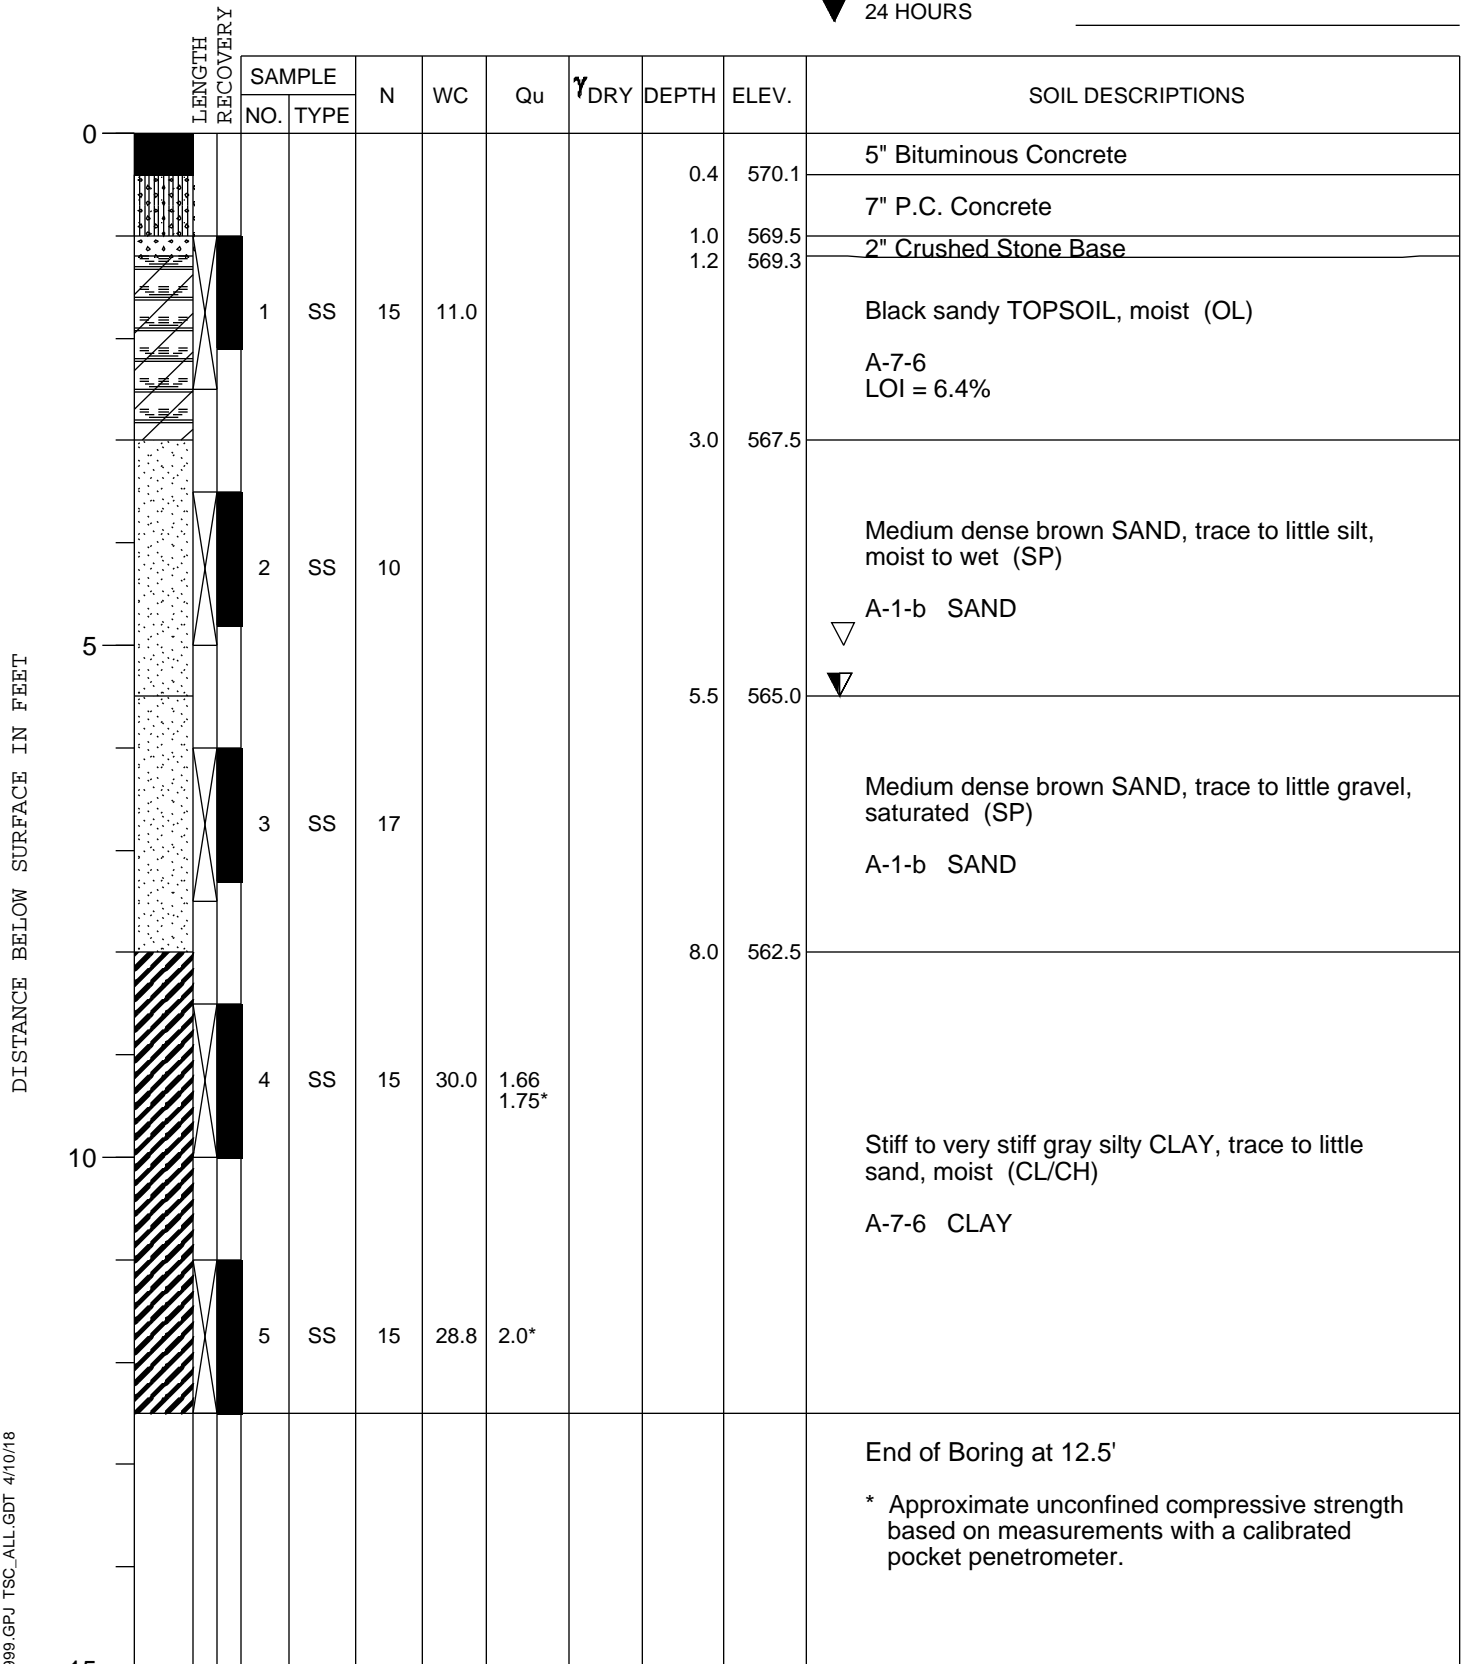 24 HOURS
LENGTH
RECOVERY
SAMPLE
NO. TYPE
N
WC
Qu
γDRY
DEPTH
ELEV.
SOIL DESCRIPTIONS
0
5" Bituminous Concrete
0.4 570.1
7" P.C. Concrete
1.0 569.5
2" Crushed Stone Base
1.2 569.3
1 SS 15 11.0
Black sandy TOPSOIL, moist (OL)
A-7-6
LOI = 6.4%
3.0 567.5
Medium dense brown SAND, trace to little silt,
moist to wet (SP)
2 SS 10
A-1-b SAND
5
5.5 565.0
Medium dense brown SAND, trace to little gravel,
saturated (SP)
3 SS 17
A-1-b SAND
8.0 562.5
4 SS 15 30.0 1.66
1.75*
10
Stiff to very stiff gray silty CLAY, trace to little
sand, moist (CL/CH)
A-7-6 CLAY
5 SS 15 28.8 2.0*
End of Boring at 12.5'
* Approximate unconfined compressive strength
based on measurements with a calibrated
pocket penetrometer.
15
DISTANCE BELOW SURFACE IN FEET
999.GPJ TSC_ALL.GDT 4/10/18